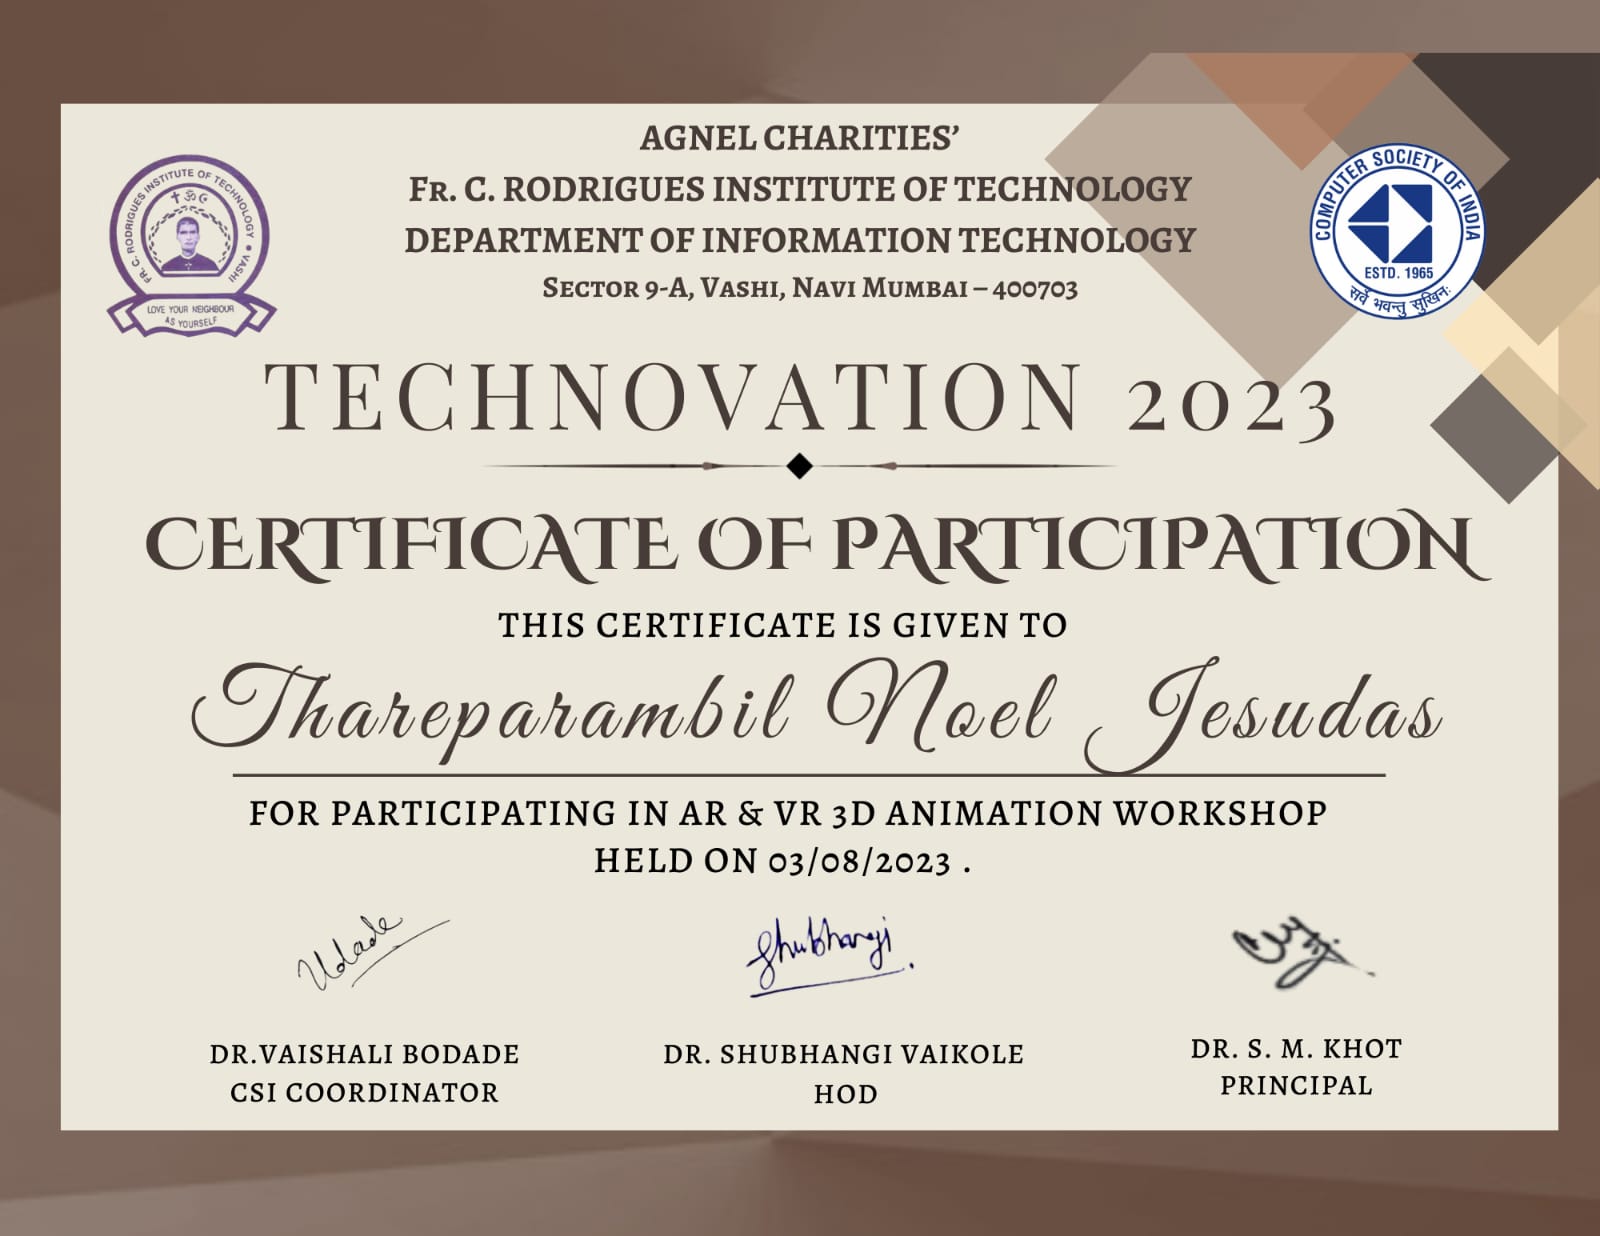 AGNEL CHARITIES’
FR. C. RODRIGUES INSTITUTE OF TECHNOLOGY
DEPARTMENT OF INFORMATION TECHNOLOGY
SECTOR 9-A, VASHI, NAVI MUMBAI – 400703
FR. C. RODRIGUES INSTITUTE OF TECHNOLOGY • VASHI
LOVE YOUR NEIGHBOUR
AS YOURSELF
COMPUTER SOCIETY OF INDIA
ESTD. 1965
सर्वे भवन्तु सुखिनः
TECHNOVATION 2023
CERTIFICATE OF PARTICIPATION
THIS CERTIFICATE IS GIVEN TO
Thareparambil Noel Jesudas
FOR PARTICIPATING IN AR & VR 3D ANIMATION WORKSHOP
HELD ON 03/08/2023 .
Shubhangi
DR.VAISHALI BODADE
CSI COORDINATOR
DR. SHUBHANGI VAIKOLE
HOD
DR. S. M. KHOT
PRINCIPAL